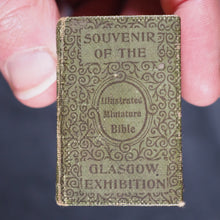 SOUVENIR
OF THE
Illustrated
Miniature
Bible
GLASGOW
EXHIBITION